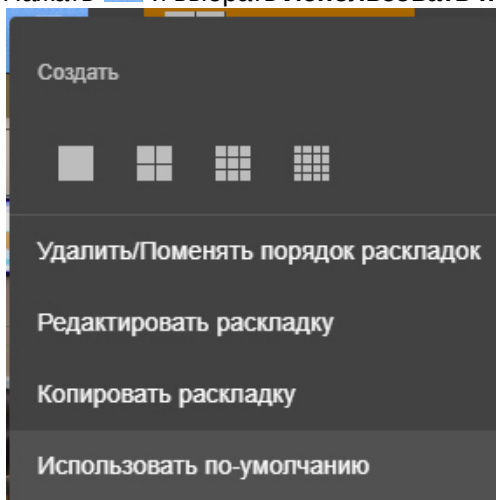 Создать
Удалить/Поменять порядок раскладок
Редактировать раскладку
Копировать раскладку
Использовать по-умолчанию